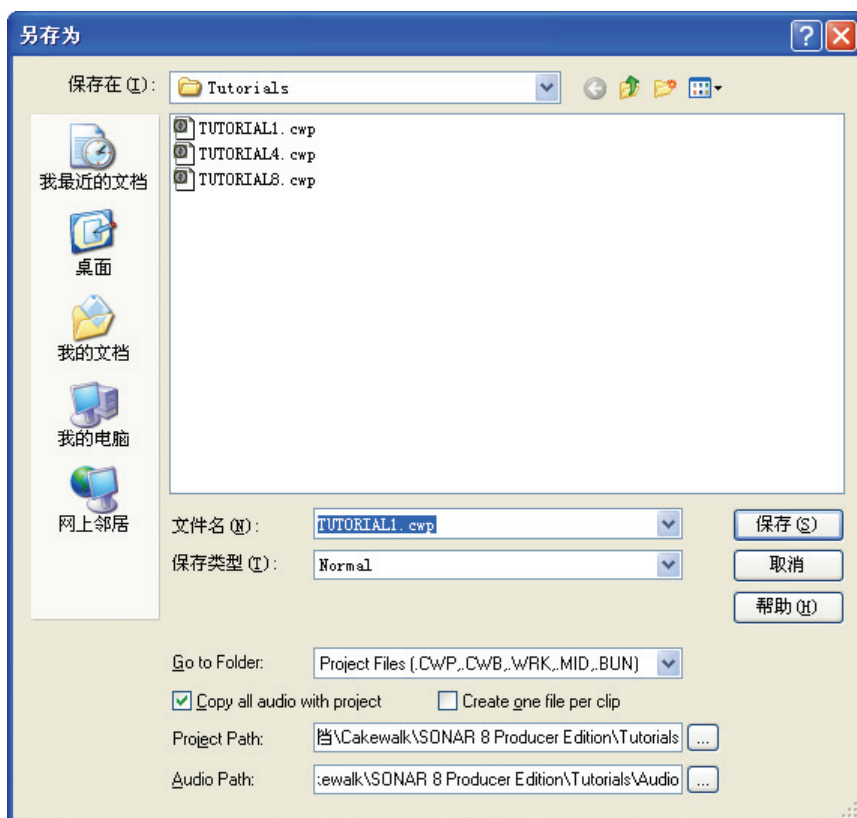 另存为
保存在(I): Tutorials
TUTORIAL1.cwp
TUTORIAL4.cwp
TUTORIAL8.cwp
我最近的文档
桌面
我的文档
我的电脑
网上邻居
文件名(N): TUTORIAL1.cwp 保存(S)
保存类型(T): Normal 取消
帮助(H)
Go to Folder: Project Files (.CWP,.CWB,.WRK,.MID,.BUN)
Copy all audio with project Create one file per clip
Project Path: 档\Cakewalk\SONAR 8 Producer Edition\Tutorials ...
Audio Path: :ewalk\SONAR 8 Producer Edition\Tutorials\Audio ...